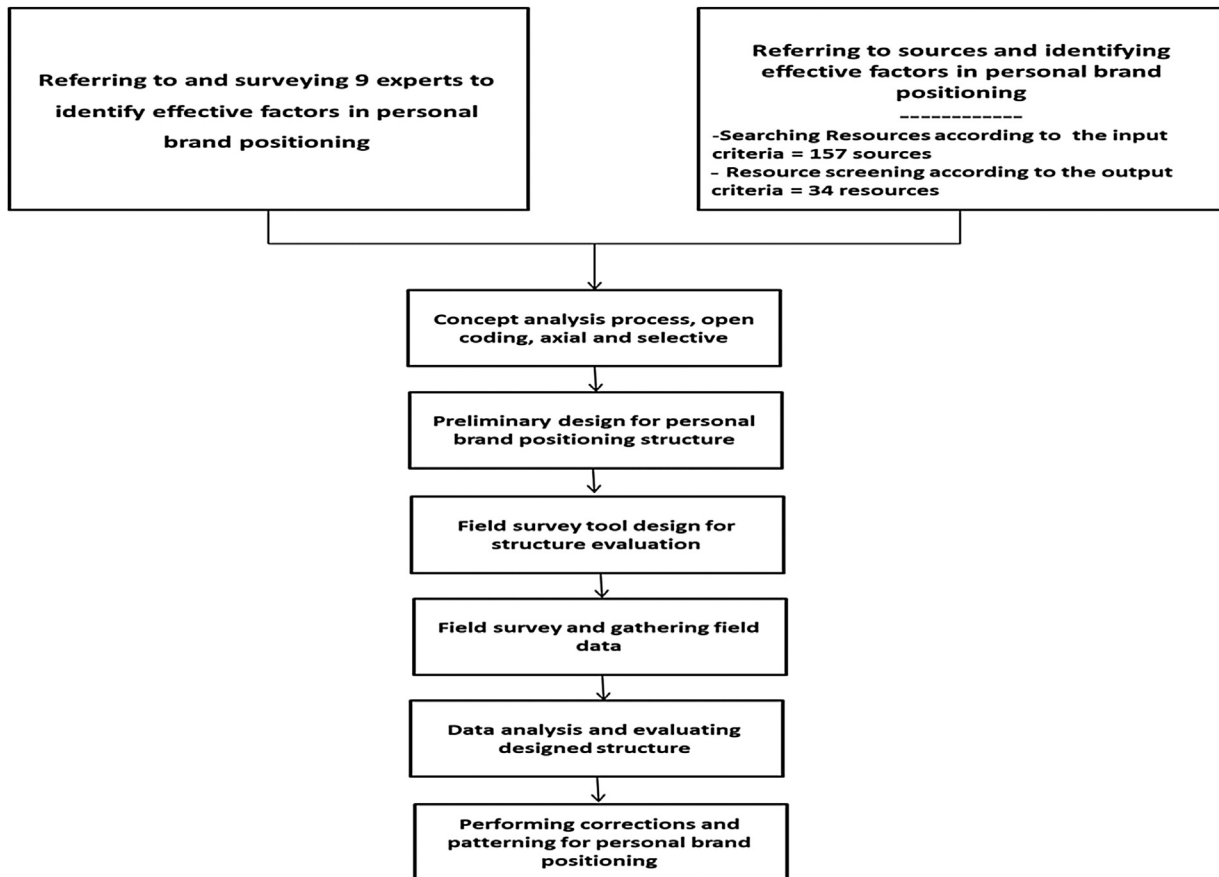 Referring to and surveying 9 experts to
identify effective factors in personal
brand positioning
Referring to sources and identifying
effective factors in personal brand
positioning
------------
-Searching Resources according to  the input
criteria = 157 sources
- Resource screening according to the output
criteria = 34 resources
Concept analysis process, open
coding, axial and selective
Preliminary design for personal
brand positioning structure
Field survey tool design for
structure evaluation
Field survey and gathering field
data
Data analysis and evaluating
designed structure
Performing corrections and
patterning for personal brand
positioning